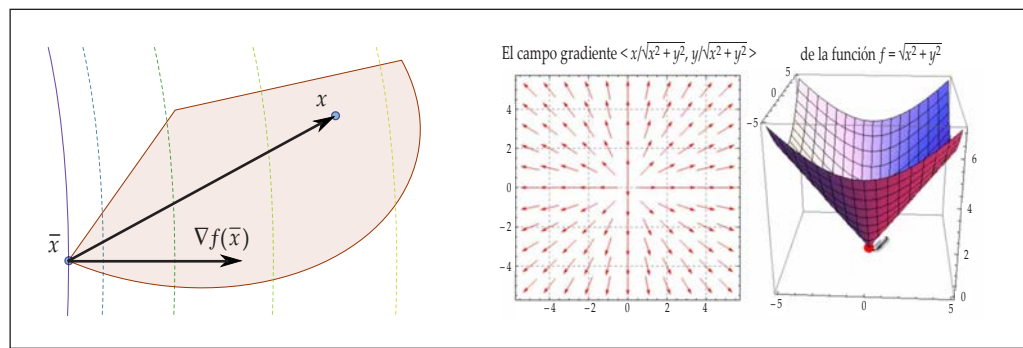 x
x̅
∇f(x̅)
El campo gradiente < x/√x² + y², y/√x² + y² >
de la función f = √x² + y²
4
2
0
−2
−4
−4 −2 0 2 4
5
0
−5
6
4
2
0
−5 0 5